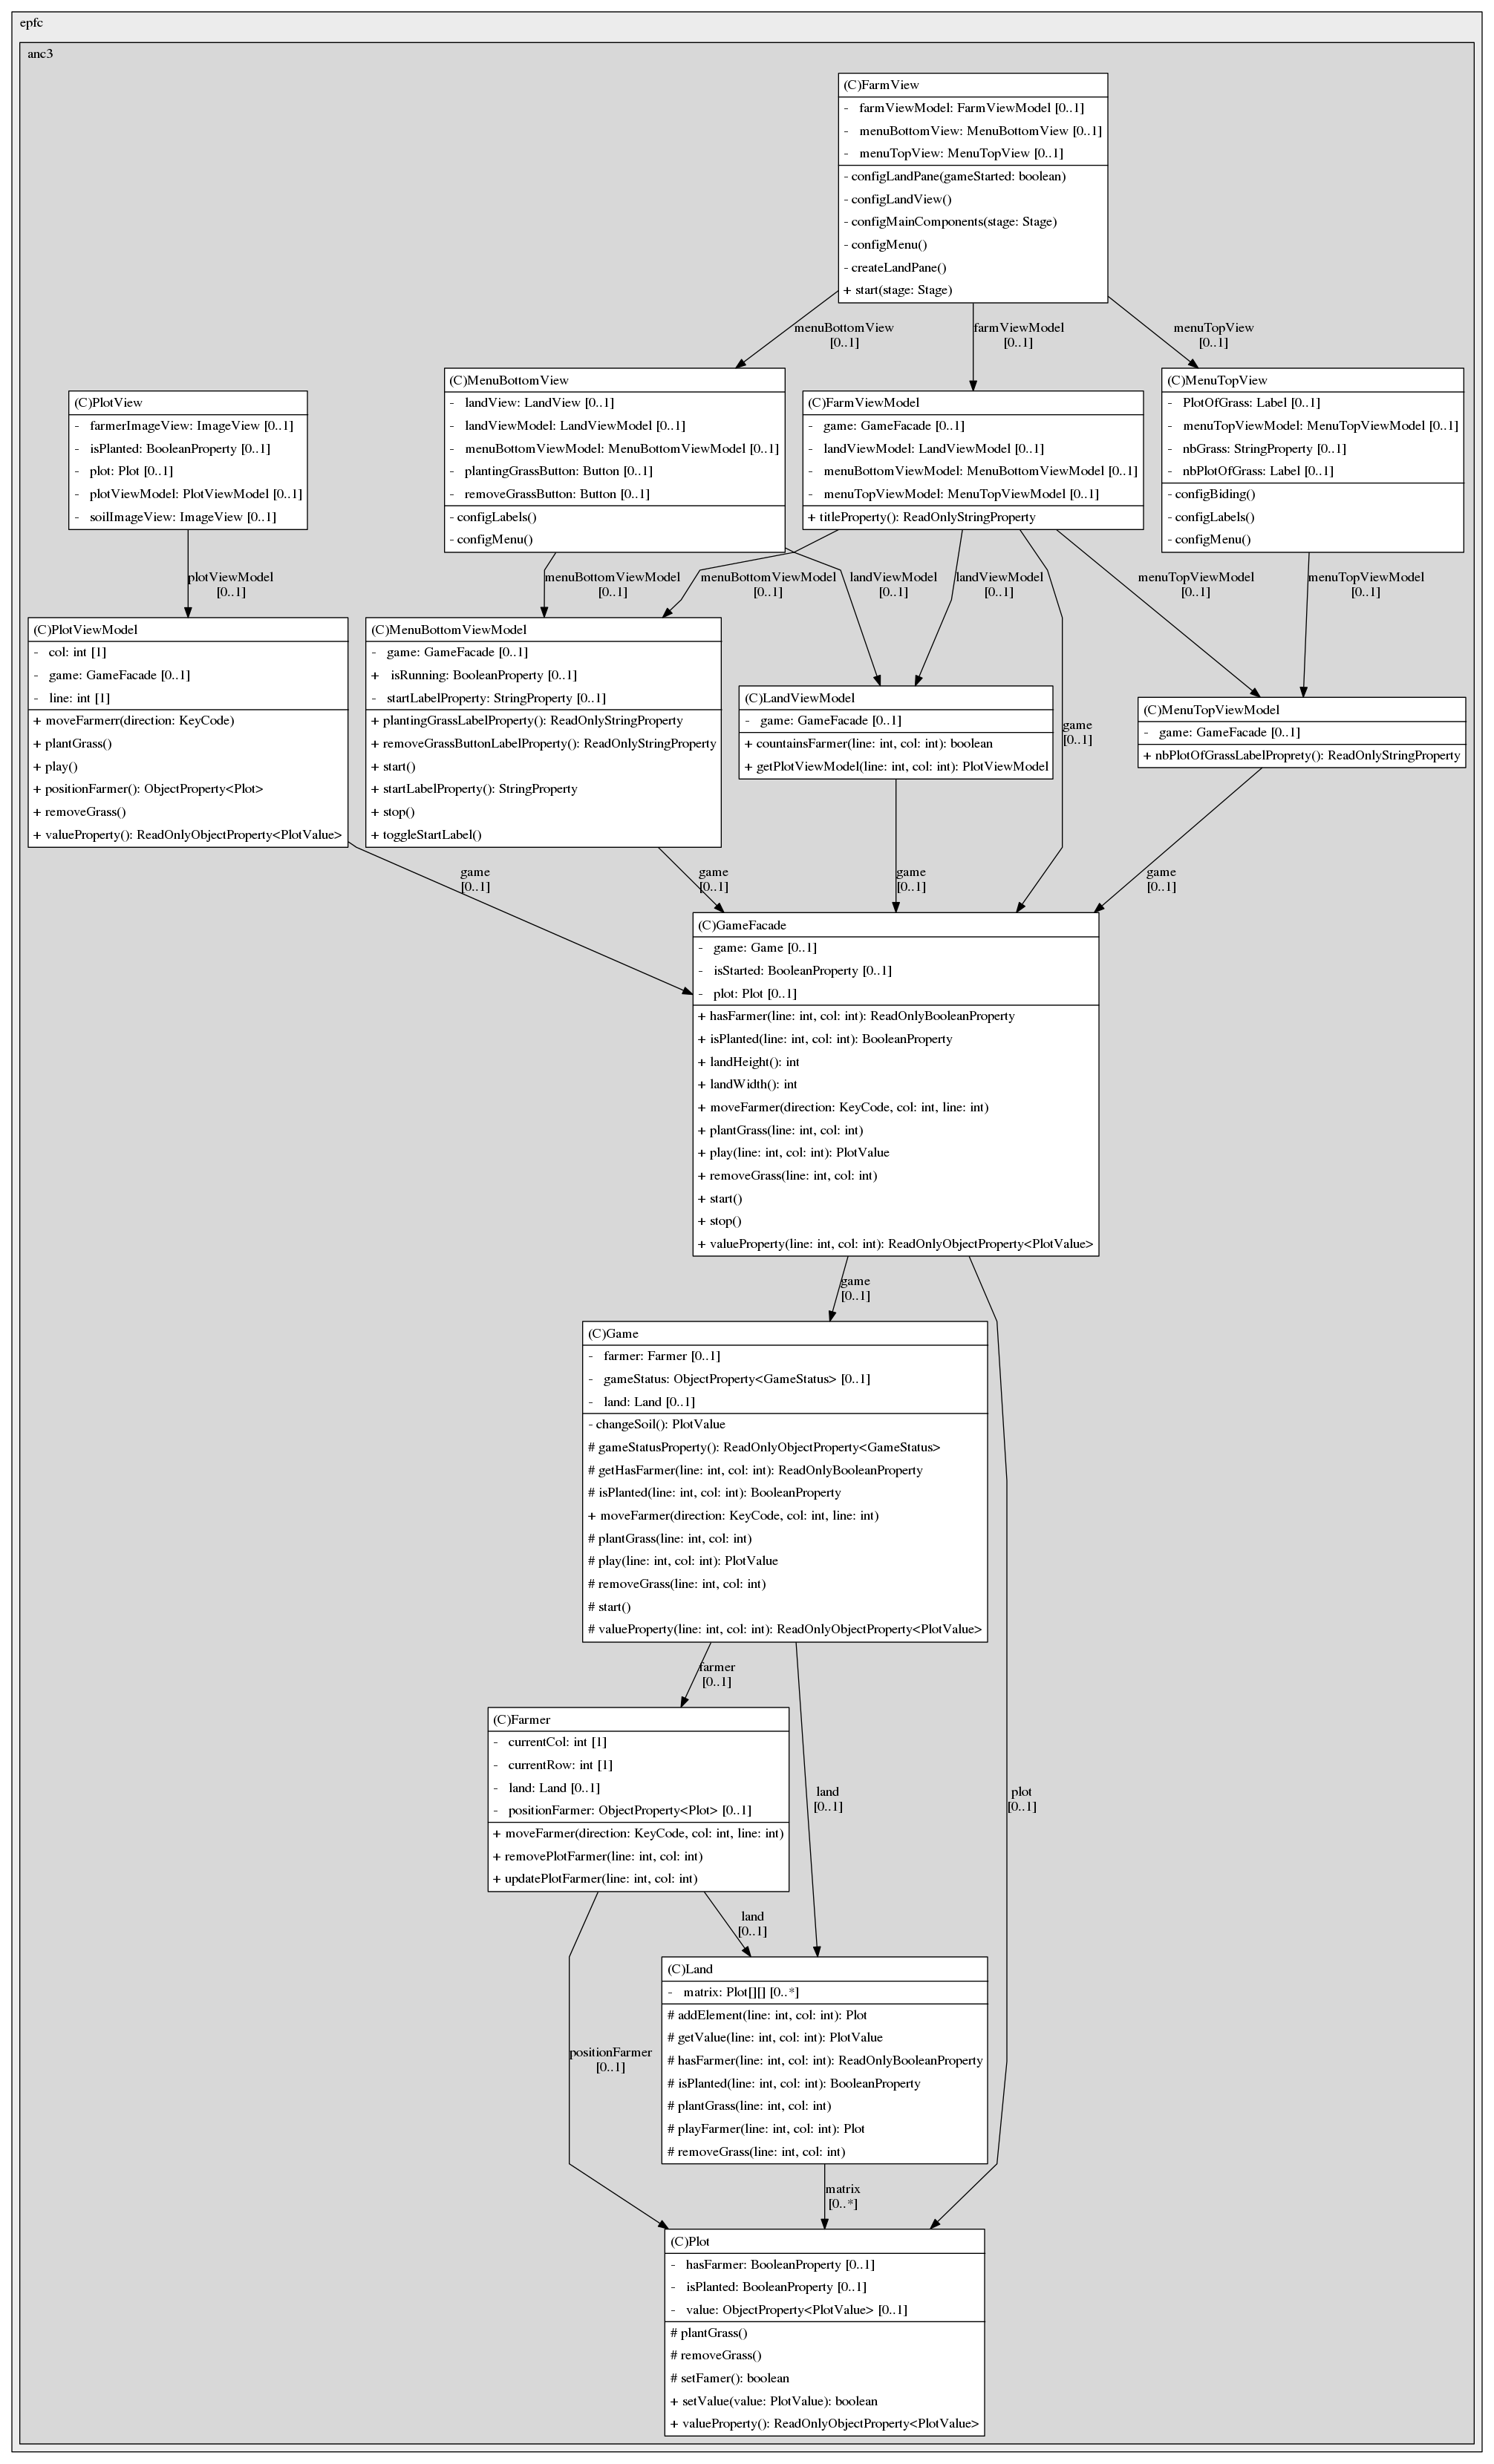 epfc
anc3
(C)FarmView
- farmViewModel: FarmViewModel [0..1]
- menuBottomView: MenuBottomView [0..1]
- menuTopView: MenuTopView [0..1]
- configLandPane(gameStarted: boolean)
- configLandView()
- configMainComponents(stage: Stage)
- configMenu()
- createLandPane()
+ start(stage: Stage)
menuBottomView
[0..1]
farmViewModel
[0..1]
menuTopView
[0..1]
(C)PlotView
- farmerImageView: ImageView [0..1]
- isPlanted: BooleanProperty [0..1]
- plot: Plot [0..1]
- plotViewModel: PlotViewModel [0..1]
- soilImageView: ImageView [0..1]
(C)MenuBottomView
- landView: LandView [0..1]
- landViewModel: LandViewModel [0..1]
- menuBottomViewModel: MenuBottomViewModel [0..1]
- plantingGrassButton: Button [0..1]
- removeGrassButton: Button [0..1]
- configLabels()
- configMenu()
(C)FarmViewModel
- game: GameFacade [0..1]
- landViewModel: LandViewModel [0..1]
- menuBottomViewModel: MenuBottomViewModel [0..1]
- menuTopViewModel: MenuTopViewModel [0..1]
+ titleProperty(): ReadOnlyStringProperty
(C)MenuTopView
- PlotOfGrass: Label [0..1]
- menuTopViewModel: MenuTopViewModel [0..1]
- nbGrass: StringProperty [0..1]
- nbPlotOfGrass: Label [0..1]
- configBiding()
- configLabels()
- configMenu()
plotViewModel
[0..1]
menuBottomViewModel
[0..1]
menuBottomViewModel
[0..1]
landViewModel
[0..1]
landViewModel
[0..1]
menuTopViewModel
[0..1]
menuTopViewModel
[0..1]
(C)PlotViewModel
- col: int [1]
- game: GameFacade [0..1]
- line: int [1]
+ moveFarmerr(direction: KeyCode)
+ plantGrass()
+ play()
+ positionFarmer(): ObjectProperty<Plot>
+ removeGrass()
+ valueProperty(): ReadOnlyObjectProperty<PlotValue>
(C)MenuBottomViewModel
- game: GameFacade [0..1]
+ isRunning: BooleanProperty [0..1]
- startLabelProperty: StringProperty [0..1]
+ plantingGrassLabelProperty(): ReadOnlyStringProperty
+ removeGrassButtonLabelProperty(): ReadOnlyStringProperty
+ start()
+ startLabelProperty(): StringProperty
+ stop()
+ toggleStartLabel()
(C)LandViewModel
- game: GameFacade [0..1]
+ countainsFarmer(line: int, col: int): boolean
+ getPlotViewModel(line: int, col: int): PlotViewModel
game
[0..1]
(C)MenuTopViewModel
- game: GameFacade [0..1]
+ nbPlotOfGrassLabelProprety(): ReadOnlyStringProperty
game
[0..1]
game
[0..1]
game
[0..1]
game
[0..1]
(C)GameFacade
- game: Game [0..1]
- isStarted: BooleanProperty [0..1]
- plot: Plot [0..1]
+ hasFarmer(line: int, col: int): ReadOnlyBooleanProperty
+ isPlanted(line: int, col: int): BooleanProperty
+ landHeight(): int
+ landWidth(): int
+ moveFarmer(direction: KeyCode, col: int, line: int)
+ plantGrass(line: int, col: int)
+ play(line: int, col: int): PlotValue
+ removeGrass(line: int, col: int)
+ start()
+ stop()
+ valueProperty(line: int, col: int): ReadOnlyObjectProperty<PlotValue>
game
[0..1]
(C)Game
- farmer: Farmer [0..1]
- gameStatus: ObjectProperty<GameStatus> [0..1]
- land: Land [0..1]
- changeSoil(): PlotValue
# gameStatusProperty(): ReadOnlyObjectProperty<GameStatus>
# getHasFarmer(line: int, col: int): ReadOnlyBooleanProperty
# isPlanted(line: int, col: int): BooleanProperty
+ moveFarmer(direction: KeyCode, col: int, line: int)
# plantGrass(line: int, col: int)
# play(line: int, col: int): PlotValue
# removeGrass(line: int, col: int)
# start()
# valueProperty(line: int, col: int): ReadOnlyObjectProperty<PlotValue>
farmer
[0..1]
(C)Farmer
- currentCol: int [1]
- currentRow: int [1]
- land: Land [0..1]
- positionFarmer: ObjectProperty<Plot> [0..1]
+ moveFarmer(direction: KeyCode, col: int, line: int)
+ removePlotFarmer(line: int, col: int)
+ updatePlotFarmer(line: int, col: int)
land
[0..1]
plot
[0..1]
land
[0..1]
(C)Land
- matrix: Plot[][] [0..*]
# addElement(line: int, col: int): Plot
# getValue(line: int, col: int): PlotValue
# hasFarmer(line: int, col: int): ReadOnlyBooleanProperty
# isPlanted(line: int, col: int): BooleanProperty
# plantGrass(line: int, col: int)
# playFarmer(line: int, col: int): Plot
# removeGrass(line: int, col: int)
positionFarmer
[0..1]
matrix
[0..*]
(C)Plot
- hasFarmer: BooleanProperty [0..1]
- isPlanted: BooleanProperty [0..1]
- value: ObjectProperty<PlotValue> [0..1]
# plantGrass()
# removeGrass()
# setFamer(): boolean
+ setValue(value: PlotValue): boolean
+ valueProperty(): ReadOnlyObjectProperty<PlotValue>